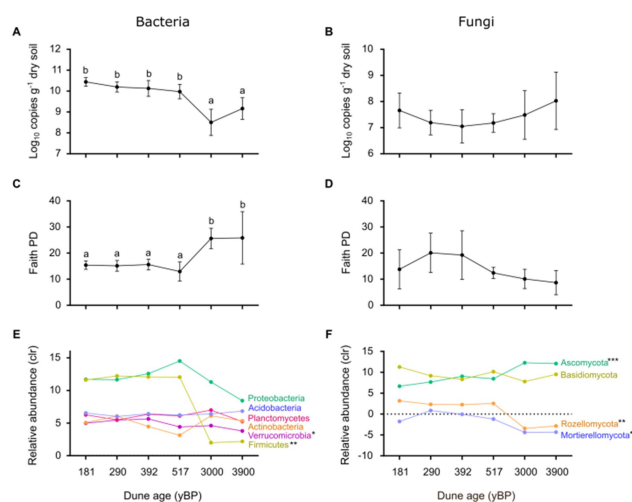 Bacteria
Fungi
A
B
Log10 copies g-1 dry soil
12
11
10
9
8
7
b
b
b
b
a
a
Log10 copies g-1 dry soil
10
9
8
7
6
C
D
Faith PD
40
30
20
10
0
a
a
a
a
b
b
Faith PD
40
30
20
10
0
E
F
Relative abundance (clr)
15
10
5
0
Proteobacteria
Acidobacteria
Planctomycetes
Actinobacteria
Verrucomicrobia*
Firmicutes**
181 290 392 517 3000 3900
Dune age (yBP)
Relative abundance (clr)
15
10
5
0
-5
-10
Ascomycota***
Basidiomycota
Rozellomycota**
Mortierellomycota*
181 290 392 517 3000 3900
Dune age (yBP)